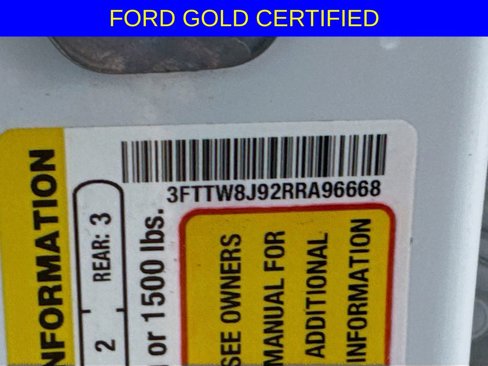 FORD GOLD CERTIFIED
3FTTW8J92RRA96668
NFORMATION
REAR: 3
2
or 1500 lbs.
SEE OWNERS
MANUAL FOR
ADDITIONAL
INFORMATION